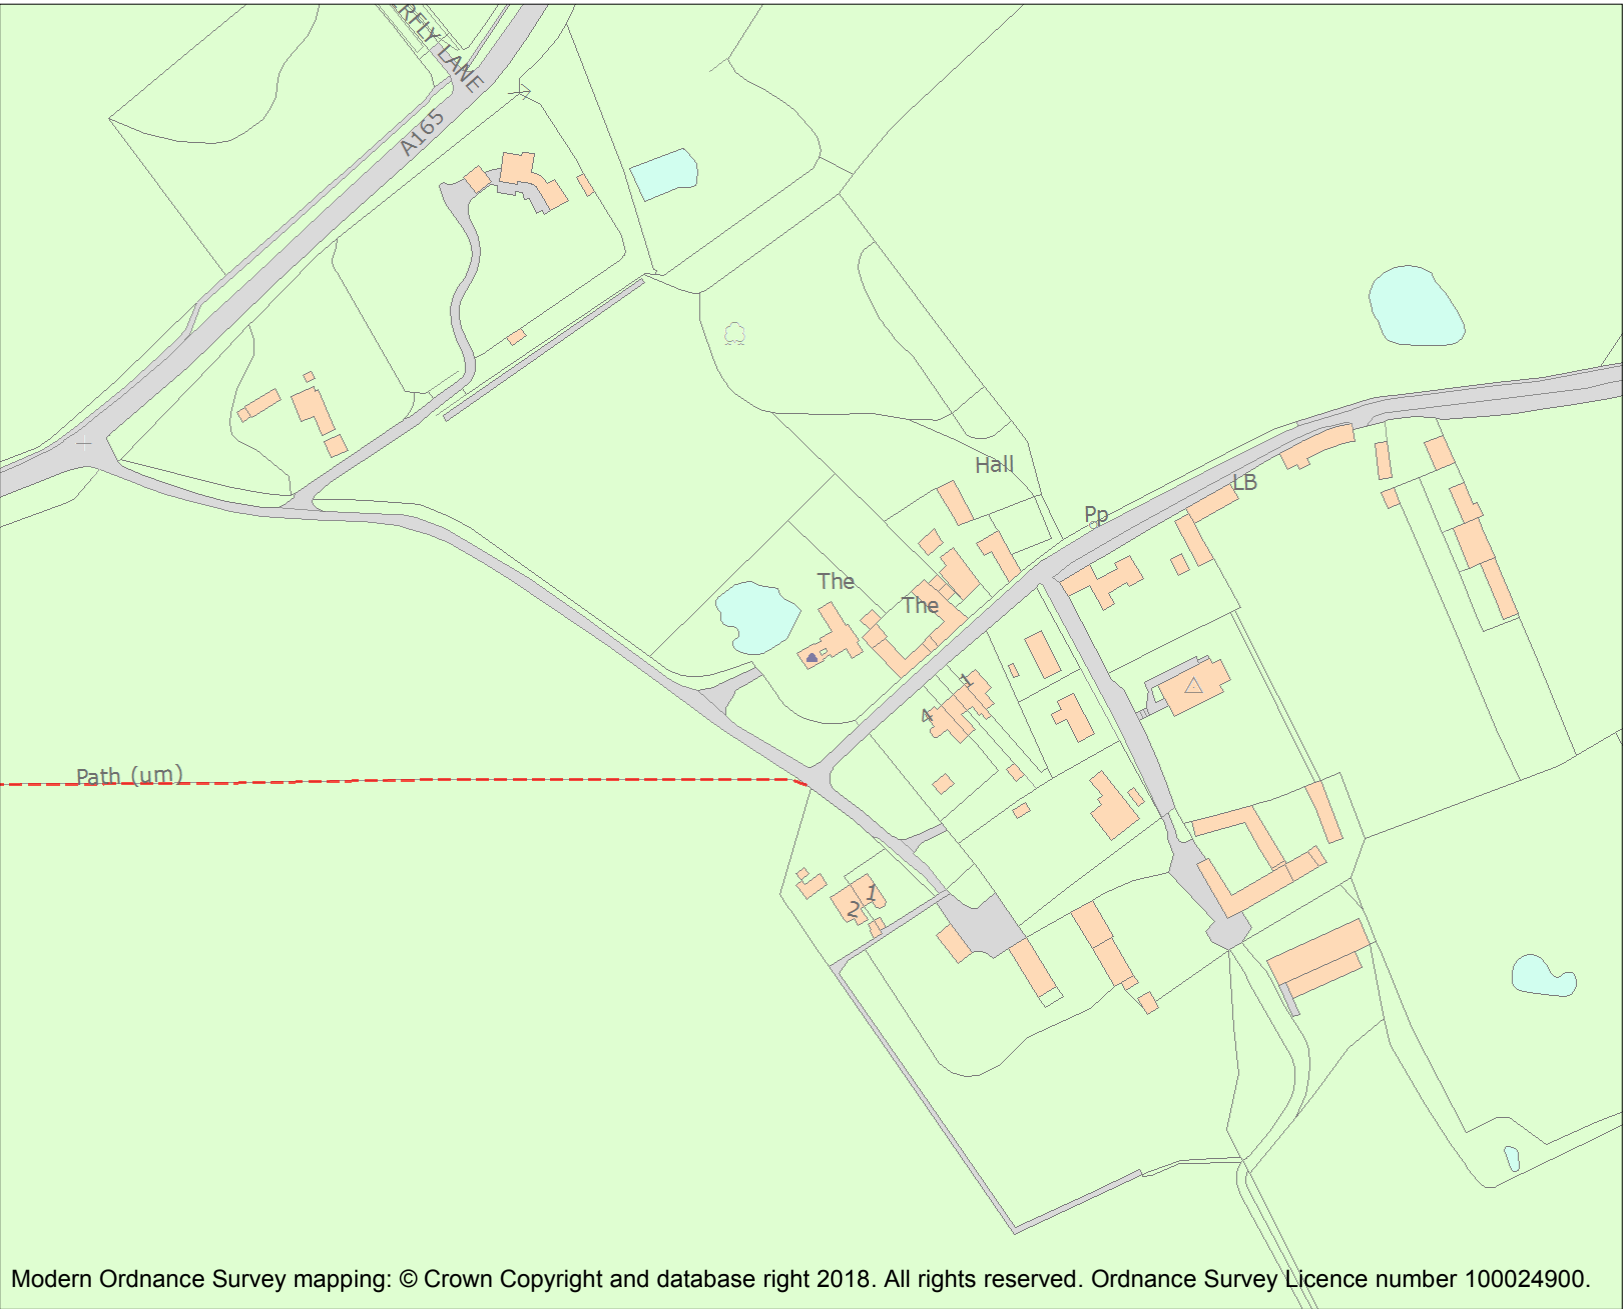 RFLY LANE
A165
Hall
LB
Pp
The
The
1
4
Path (um)
1
2
Modern Ordnance Survey mapping: © Crown Copyright and database right 2018. All rights reserved. Ordnance Survey Licence number 100024900.